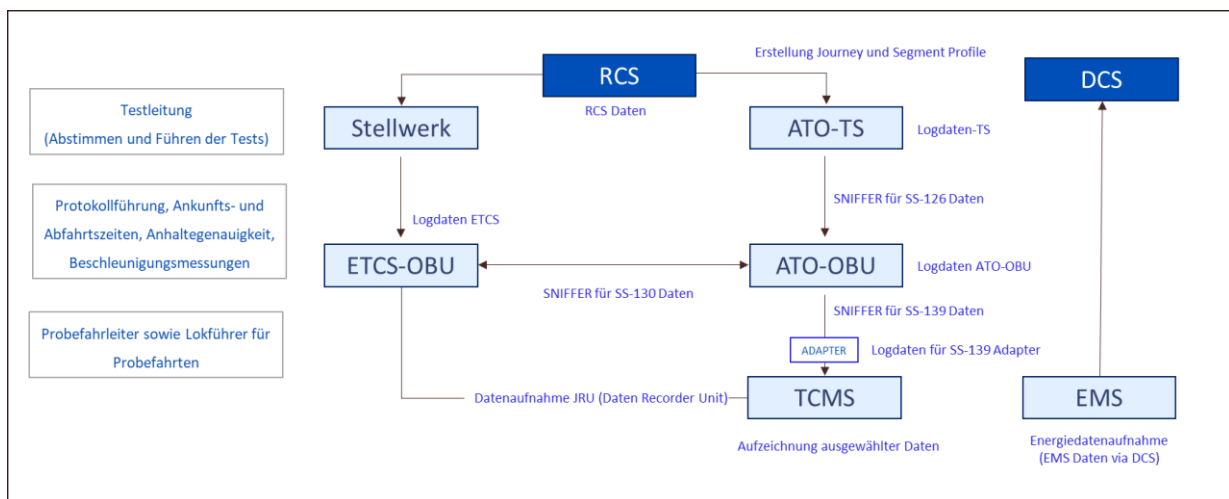 Erstellung Journey und Segment Profile
RCS
DCS
RCS Daten
Testleitung
(Abstimmen und Führen der Tests)
Stellwerk
ATO-TS
Logdaten-TS
SNIFFER für SS-126 Daten
Protokollführung, Ankunfts- und
Abfahrtszeiten, Anhaltegenauigkeit,
Beschleunigungsmessungen
Logdaten ETCS
ETCS-OBU
ATO-OBU
Logdaten ATO-OBU
SNIFFER für SS-130 Daten
SNIFFER für SS-139 Daten
Probefahrleiter sowie Lokführer für
Probefahrten
ADAPTER
Logdaten für SS-139 Adapter
Datenaufnahme JRU (Daten Recorder Unit)
TCMS
EMS
Aufzeichnung ausgewählter Daten
Energiedatenaufnahme
(EMS Daten via DCS)